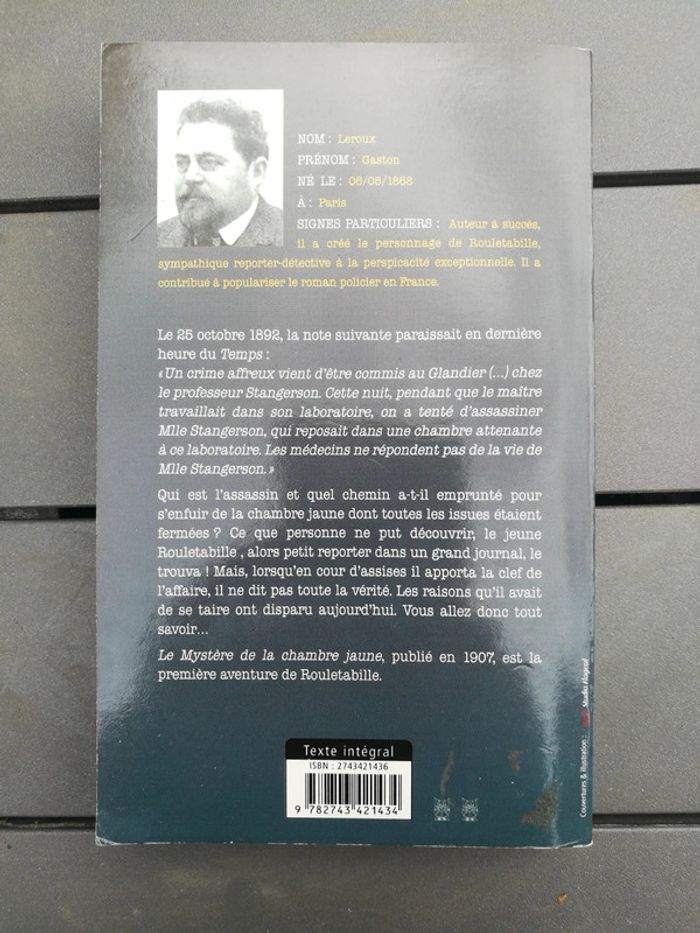 NOM : Leroux
PRÉNOM : Gaston
NÉ LE : 06/05/1868
À : Paris
SIGNES PARTICULIERS : Auteur à succès,
il a créé le personnage de Rouletabille,
sympathique reporter-détective à la perspicacité exceptionnelle. Il a
contribué à populariser le roman policier en France.
Le 25 octobre 1892, la note suivante paraissait en dernière
heure du Temps :
« Un crime affreux vient d'être commis au Glandier (...) chez
le professeur Stangerson. Cette nuit, pendant que le maître
travaillait dans son laboratoire, on a tenté d'assassiner
Mlle Stangerson, qui reposait dans une chambre attenante
à ce laboratoire. Les médecins ne répondent pas de la vie de
Mlle Stangerson. »
Qui est l'assassin et quel chemin a-t-il emprunté pour
s'enfuir de la chambre jaune dont toutes les issues étaient
fermées ? Ce que personne ne put découvrir, le jeune
Rouletabille , alors petit reporter dans un grand journal, le
trouva ! Mais, lorsqu'en cour d'assises il apporta la clef de
l'affaire, il ne dit pas toute la vérité. Les raisons qu'il avait
de se taire ont disparu aujourd'hui. Vous allez donc tout
savoir...
Le Mystère de la chambre jaune, publié en 1907, est la
première aventure de Rouletabille.
Texte intégral
ISBN : 2743421436
9 782743 421434
Couvertures & illustration : Studio